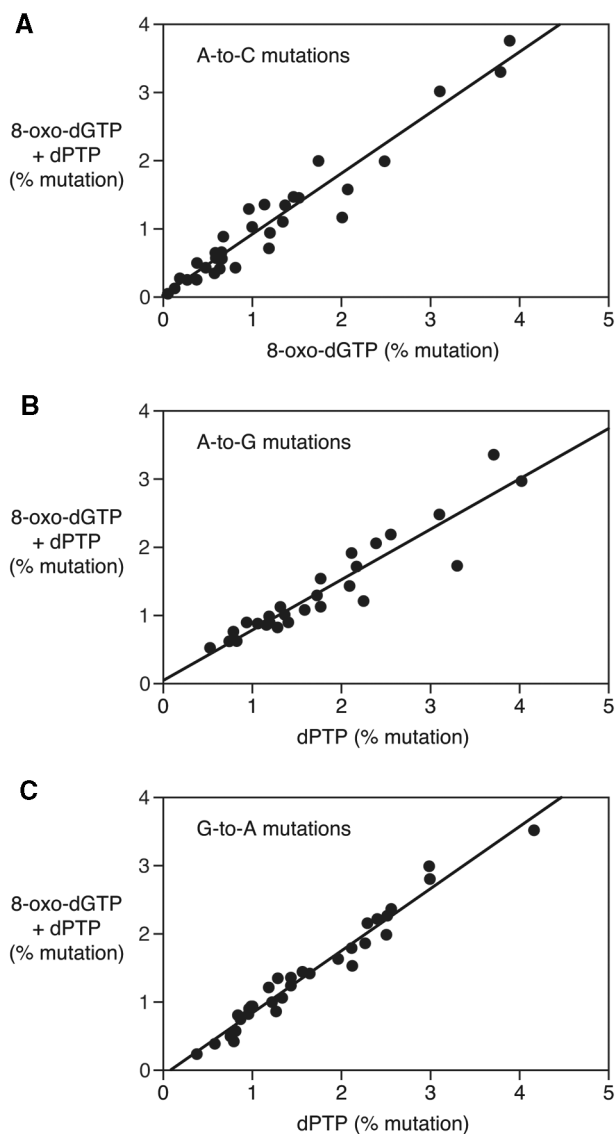 A
4
A-to-C mutations
3
8-oxo-dGTP
+ dPTP
(% mutation)
2
1
0
0 1 2 3 4 5
8-oxo-dGTP (% mutation)
B
4
A-to-G mutations
3
8-oxo-dGTP
+ dPTP
(% mutation)
2
1
0
0 1 2 3 4 5
dPTP (% mutation)
C
4
G-to-A mutations
3
8-oxo-dGTP
+ dPTP
(% mutation)
2
1
0
0 1 2 3 4 5
dPTP (% mutation)